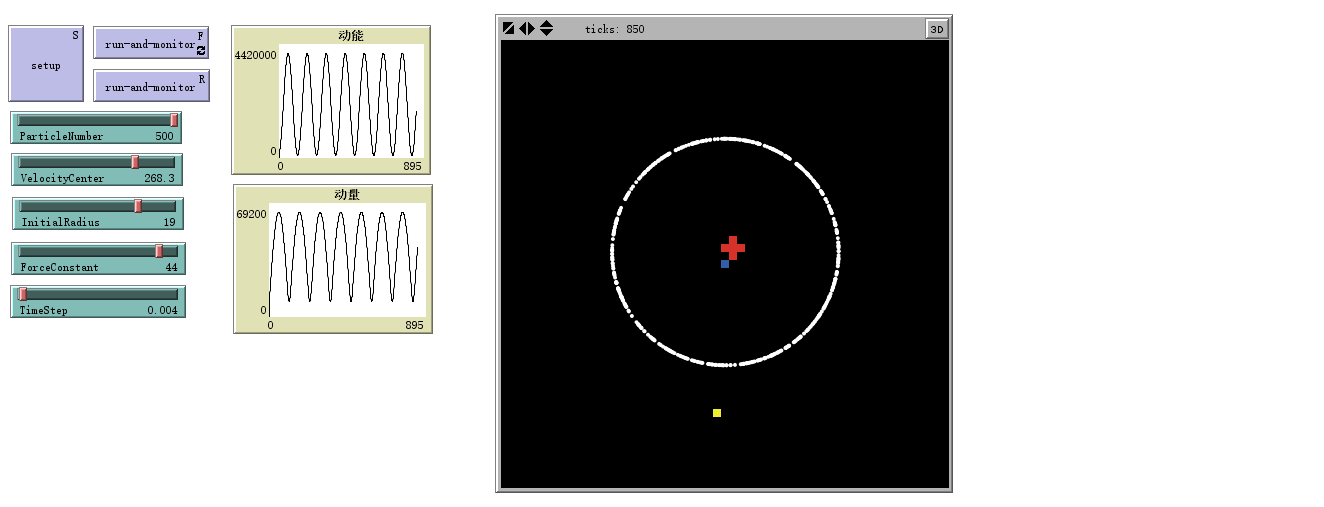 setup
S
run-and-monitor
F
run-and-monitor
R
ParticleNumber 500
VelocityCenter 268.3
InitialRadius 19
ForceConstant 44
TimeStep 0.004
动能
4420000
0
0 895
动量
69200
0
0 895
ticks: 850
3D